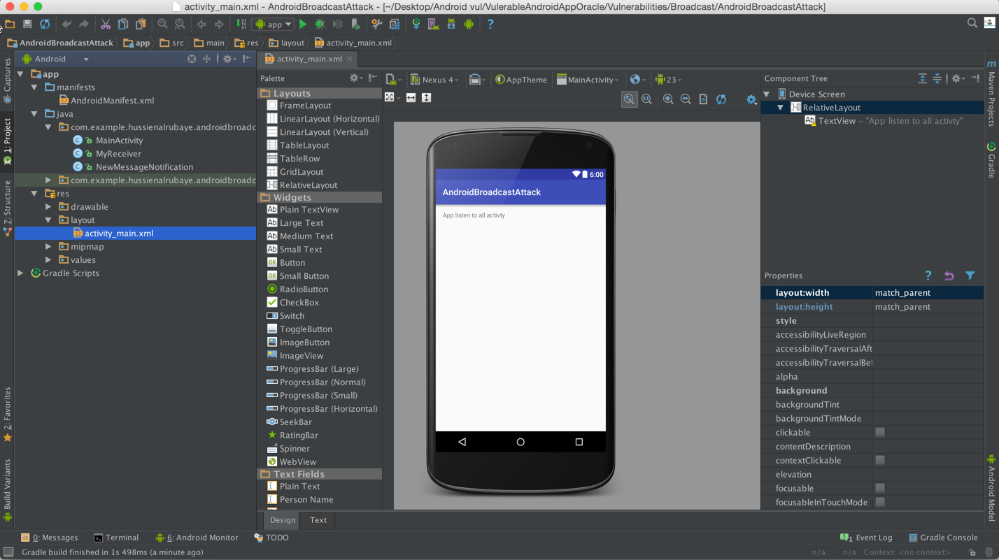 activity_main.xml - AndroidBroadcastAttack - [~/Desktop/Android vul/VulerableAndroidAppOracle/Vulnerabilities/Broadcast/AndroidBroadcastAttack]
app
?
AndroidBroadcastAttack
app
src
main
res
layout
activity_main.xml
Captures
1: Project
Z: Structure
2: Favorites
Build Variants
Android
app
manifests
AndroidManifest.xml
java
com.example.hussienalrubaye.androidbroadc
MainActivity
MyReceiver
NewMessageNotification
com.example.hussienalrubaye.androidbroadc
res
drawable
layout
activity_main.xml
mipmap
values
Gradle Scripts
activity_main.xml
Palette
Layouts
FrameLayout
LinearLayout (Horizontal)
LinearLayout (Vertical)
TableLayout
TableRow
GridLayout
RelativeLayout
Widgets
Ab Plain TextView
Ab Large Text
Ab Medium Text
Ab Small Text
OK Button
OK Small Button
RadioButton
CheckBox
Switch
ToggleButton
ImageButton
ImageView
ProgressBar (Large)
ProgressBar (Normal)
ProgressBar (Small)
ProgressBar (Horizontal)
SeekBar
RatingBar
Spinner
WebView
Text Fields
Plain Text
Person Name
Nexus 4
AppTheme
MainActivity
23
6:00
AndroidBroadcastAttack
App listen to all activty
Design
Text
Component Tree
Device Screen
RelativeLayout
Ab TextView - "App listen to all activty"
Properties
?
layout:width match_parent
layout:height match_parent
style
accessibilityLiveRegion
accessibilityTraversalAft
accessibilityTraversalBef
alpha
background
backgroundTint
backgroundTintMode
clickable
contentDescription
contextClickable
elevation
focusable
focusableInTouchMode
m
Maven Projects
Gradle
Android Model
0: Messages
Terminal
6: Android Monitor
TODO
1 Event Log
Gradle Console
Gradle build finished in 1s 498ms (a minute ago)
n/a
n/a
Context: <no context>